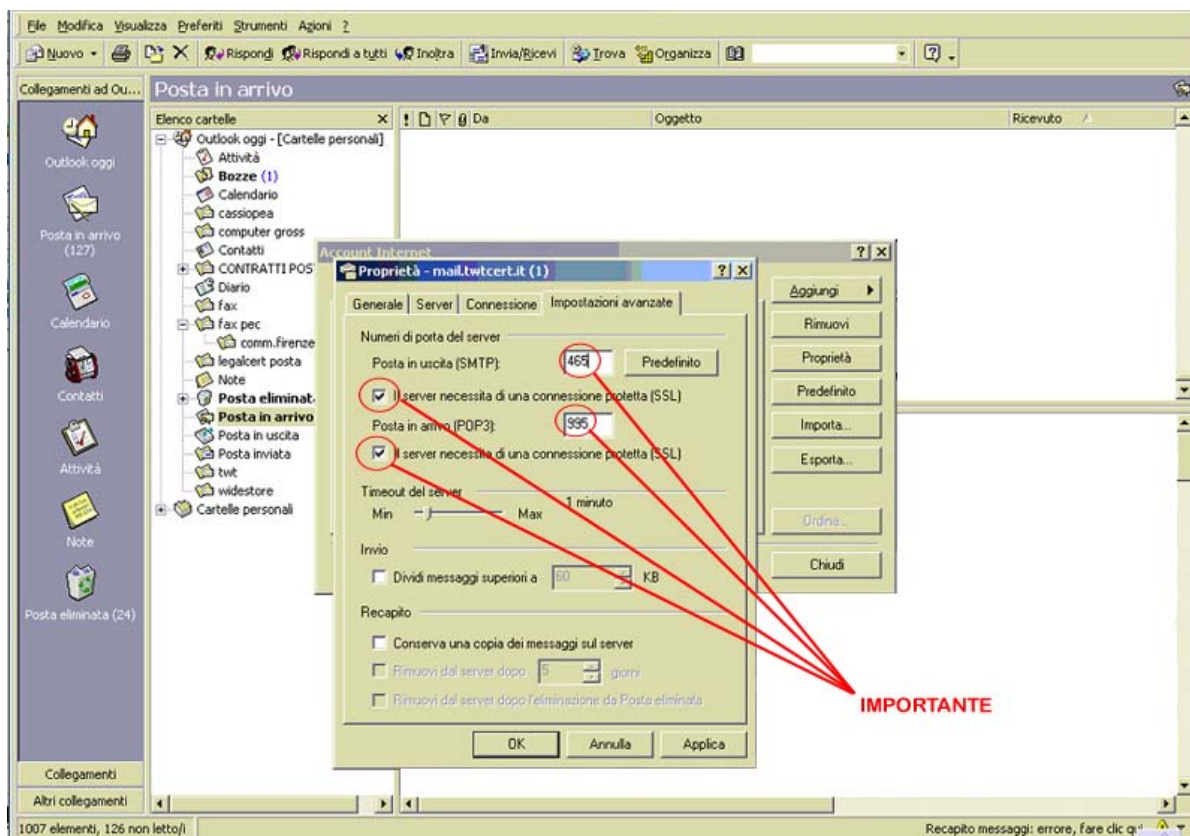 File Modifica Visualizza Preferiti Strumenti Azioni ?
Nuovo Rispondi Rispondi a tutti Inoltra Invia/Ricevi Trova Organizza
Collegamenti ad Ou... Posta in arrivo
Elenco cartelle
! Da Oggetto Ricevuto
Outlook oggi
Posta in arrivo
(127)
Calendario
Contatti
Attività
Note
Posta eliminata (24)
Collegamenti
Altri collegamenti
Outlook oggi - [Cartelle personali]
Attività
Bozze (1)
Calendario
cassiopea
computer gross
Contatti
CONTRATTI POS
Diario
fax
fax pec
comm.firenze
legalcert posta
Note
Posta eliminat
Posta in arrivo
Posta in uscita
Posta inviata
twt
widestore
Cartelle personali
Account Internet
Aggiungi
Rimuovi
Proprietà
Predefinito
Importa...
Esporta...
Ordina...
Chiudi
Proprietà - mail.twtcert.it (1)
Generale Server Connessione Impostazioni avanzate
Numeri di porta del server
Posta in uscita (SMTP): 465 Predefinito
Il server necessita di una connessione protetta (SSL)
Posta in arrivo (POP3): 995
Il server necessita di una connessione protetta (SSL)
Timeout del server
Min Max 1 minuto
Invio
Dividi messaggi superiori a 60 KB
Recapito
Conserva una copia dei messaggi sul server
Rimuovi dal server dopo 5 giorni
Rimuovi dal server dopo l'eliminazione da Posta eliminata
OK Annulla Applica
IMPORTANTE
1007 elementi, 126 non letto/i
Recapito messaggi: errore, fare clic qui